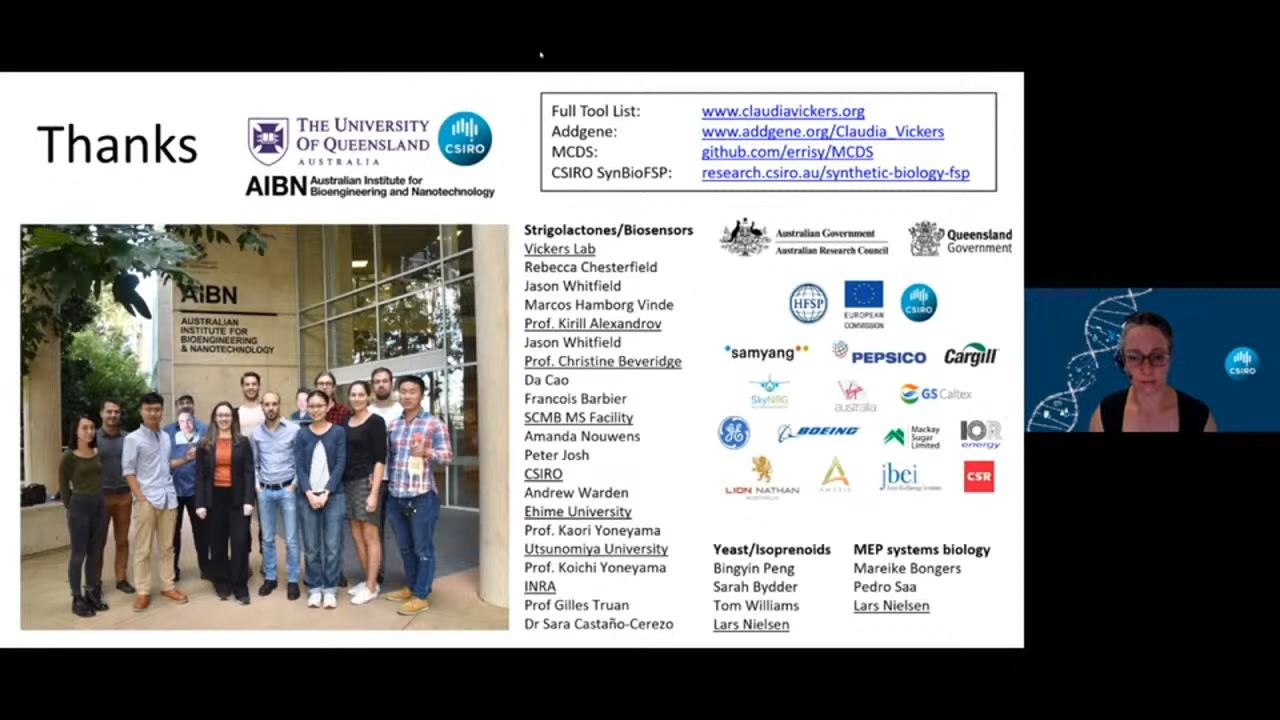 Thanks
THE UNIVERSITY
OF QUEENSLAND
AUSTRALIA
CSIRO
AIBN Australian Institute for
Bioengineering and Nanotechnology
Full Tool List: www.claudiavickers.org
Addgene: www.addgene.org/Claudia_Vickers
MCDS: github.com/errisy/MCDS
CSIRO SynBioFSP: research.csiro.au/synthetic-biology-fsp
AIBN
AUSTRALIAN
INSTITUTE FOR
BIOENGINEERING
& NANOTECHNOLOGY
Strigolactones/Biosensors
Vickers Lab
Rebecca Chesterfield
Jason Whitfield
Marcos Hamborg Vinde
Prof. Kirill Alexandrov
Jason Whitfield
Prof. Christine Beveridge
Da Cao
Francois Barbier
SCMB MS Facility
Amanda Nouwens
Peter Josh
CSIRO
Andrew Warden
Ehime University
Prof. Kaori Yoneyama
Utsunomiya University
Prof. Koichi Yoneyama
INRA
Prof Gilles Truan
Dr Sara Castaño-Cerezo
Australian Government
Australian Research Council
Queensland
Government
HFSP
EUROPEAN
COMMISSION
CSIRO
samyang
PEPSICO
Cargill
SkyNRG
australia
GS Caltex
BOEING
Mackay
Sugar
Limited
IOR
energy
LION NATHAN
AUSTRALIA
AMYRIS
jbei
CSR
Yeast/Isoprenoids
Bingyin Peng
Sarah Bydder
Tom Williams
Lars Nielsen
MEP systems biology
Mareike Bongers
Pedro Saa
Lars Nielsen
CSIRO